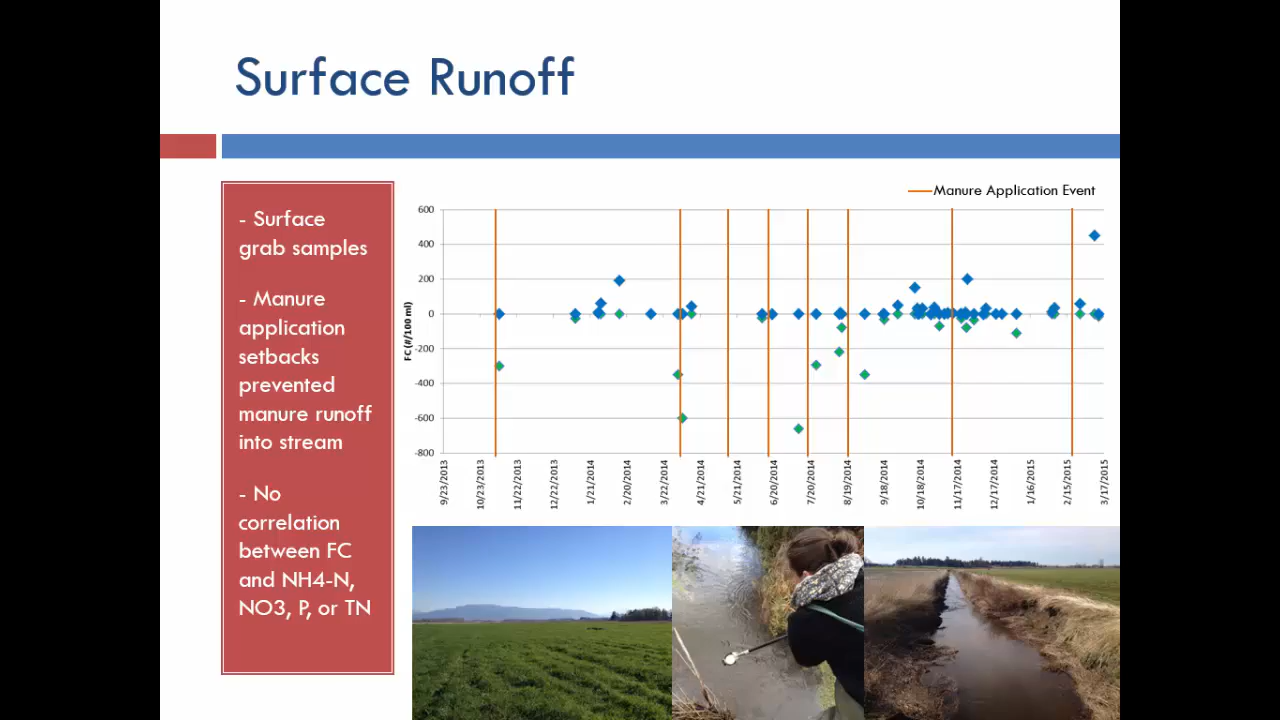 Surface Runoff
- Surface
grab samples
- Manure
application
setbacks
prevented
manure runoff
into stream
- No
correlation
between FC
and NH4-N,
NO3, P, or TN
Manure Application Event
600
400
200
0
-200
-400
-600
-800
FC (#/100 ml)
9/23/2013
10/23/2013
11/22/2013
12/22/2013
1/21/2014
2/20/2014
3/22/2014
4/21/2014
5/21/2014
6/20/2014
7/20/2014
8/19/2014
9/18/2014
10/18/2014
11/17/2014
12/17/2014
1/16/2015
2/15/2015
3/17/2015